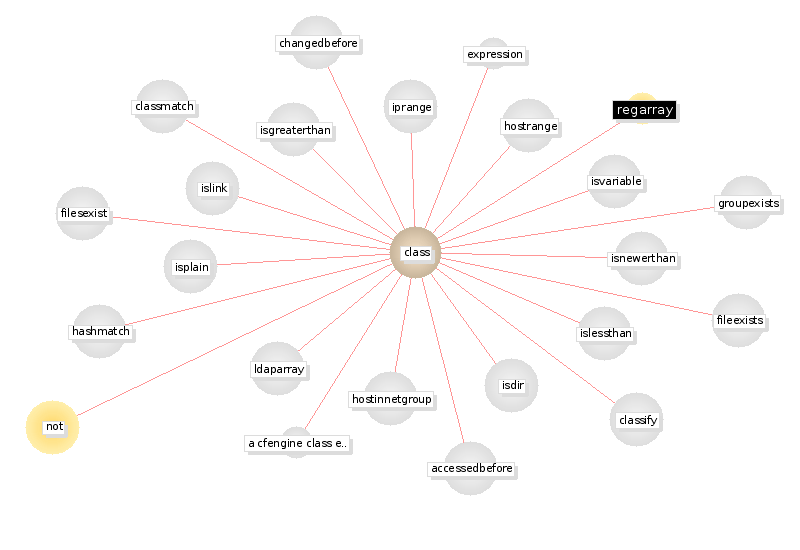 changedbefore
expression
classmatch
iprange
regarray
isgreaterthan
hostrange
islink
isvariable
filesexist
groupexists
class
isplain
isnewerthan
hashmatch
fileexists
islessthan
ldaparray
isdir
hostinnetgroup
not
classify
a cfengine class e..
accessedbefore